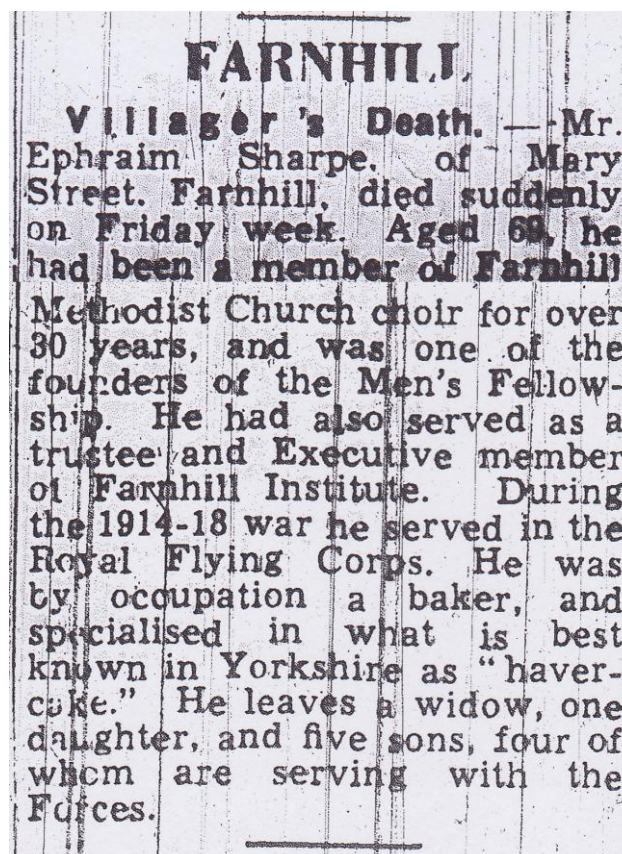 FARNHILL
Villager's Death. — Mr.
Ephraim Sharpe, of Mary
Street, Farnhill, died suddenly
on Friday week. Aged 69, he
had been a member of Farnhill
Methodist Church choir for over
30 years, and was one of the
founders of the Men's Fellow-
ship. He had also served as a
trustee and Executive member
of Farnhill Institute. During
the 1914-18 war he served in the
Royal Flying Corps. He was
by occupation a baker, and
specialised in what is best
known in Yorkshire as "haver-
cake." He leaves a widow, one
daughter, and five sons, four of
whom are serving with the
Forces.